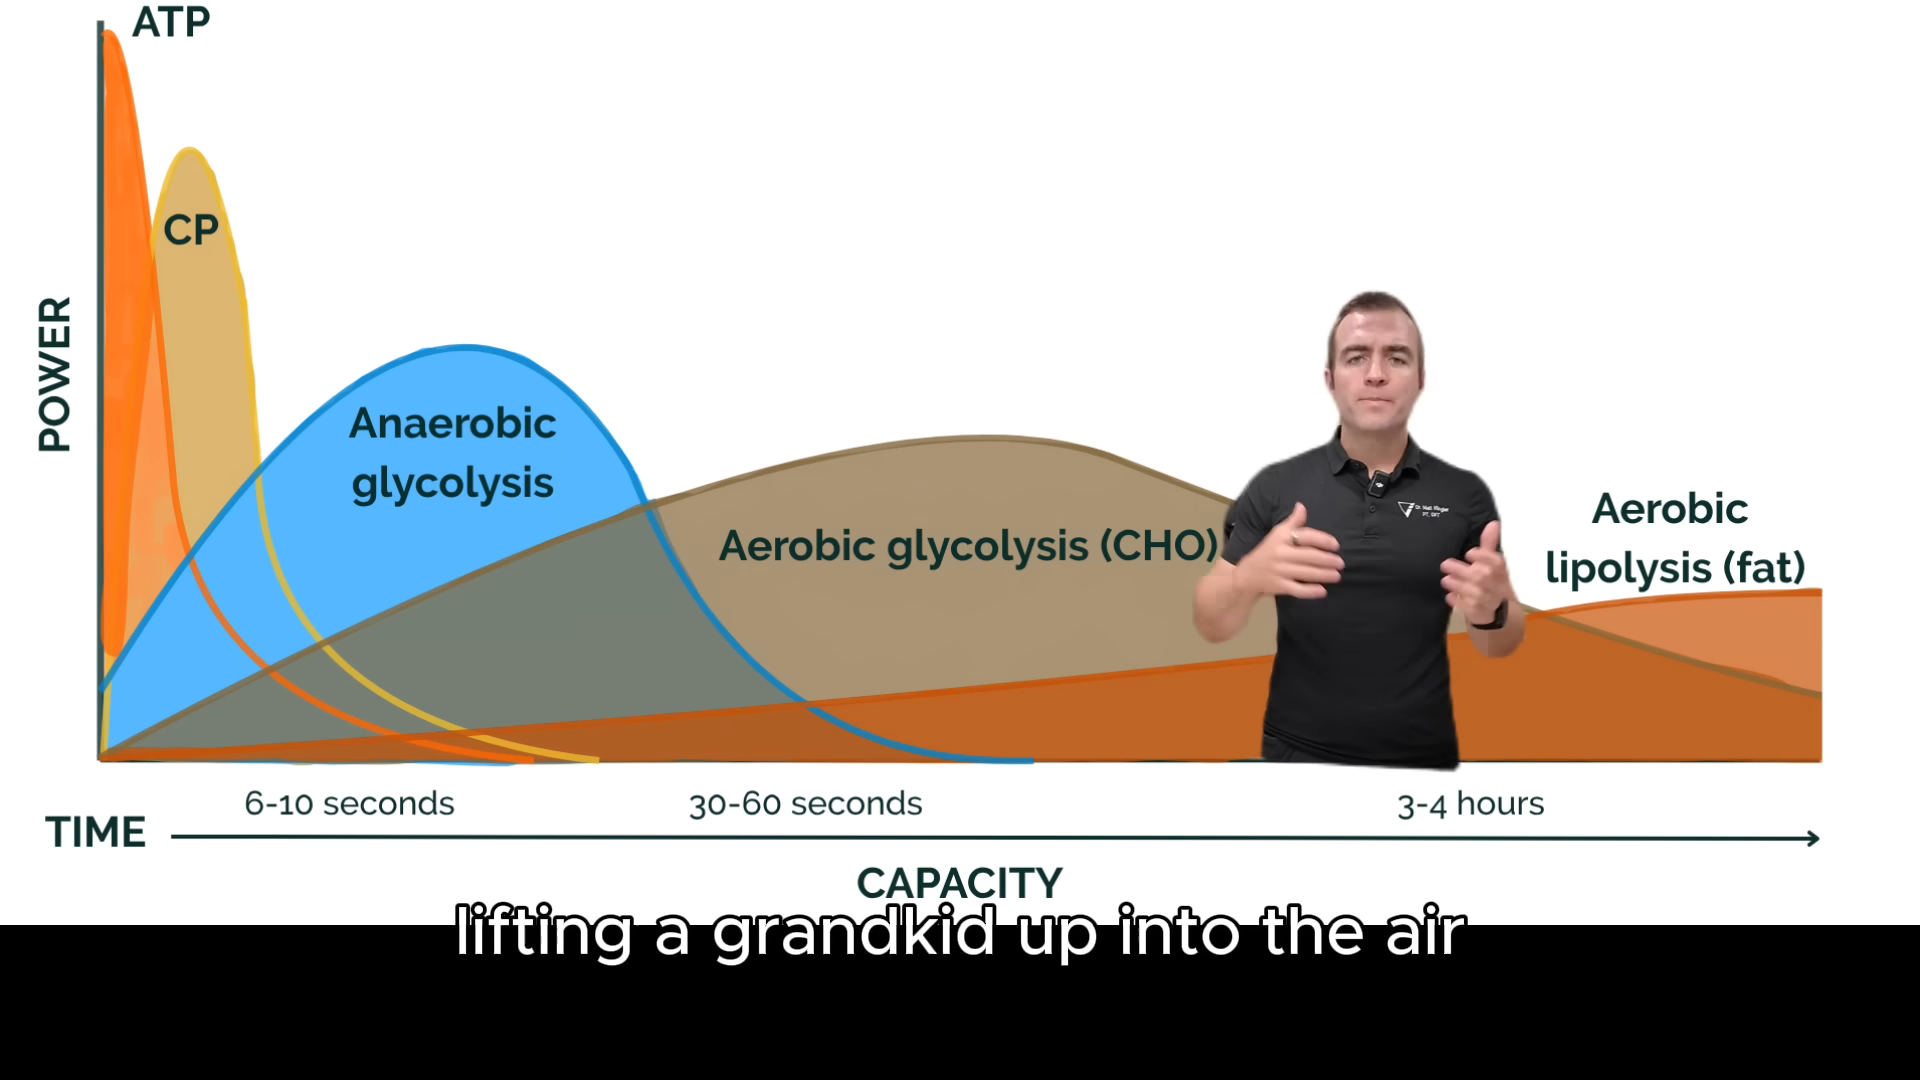 ATP
CP
POWER
Anaerobic
glycolysis
Aerobic glycolysis (CHO)
Aerobic
lipolysis (fat)
6-10 seconds
30-60 seconds
3-4 hours
TIME
CAPACITY
lifting a grandkid up into the air